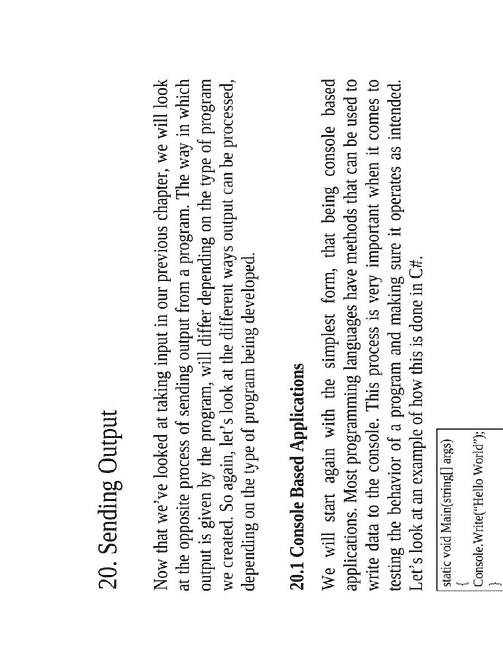 20. Sending Output
Now that we've looked at taking input in our previous chapter, we will look
at the opposite process of sending output from a program. The way in which
output is given by the program, will differ depending on the type of program
we created. So again, let's look at the different ways output can be processed,
depending on the type of program being developed.
20.1 Console Based Applications
We will start again with the simplest form, that being console based
applications. Most programming languages have methods that can be used to
write data to the console. This process is very important when it comes to
testing the behavior of a program and making sure it operates as intended.
Let's look at an example of how this is done in C#.
static void Main(string[] args)
{
Console.Write("Hello World");
}